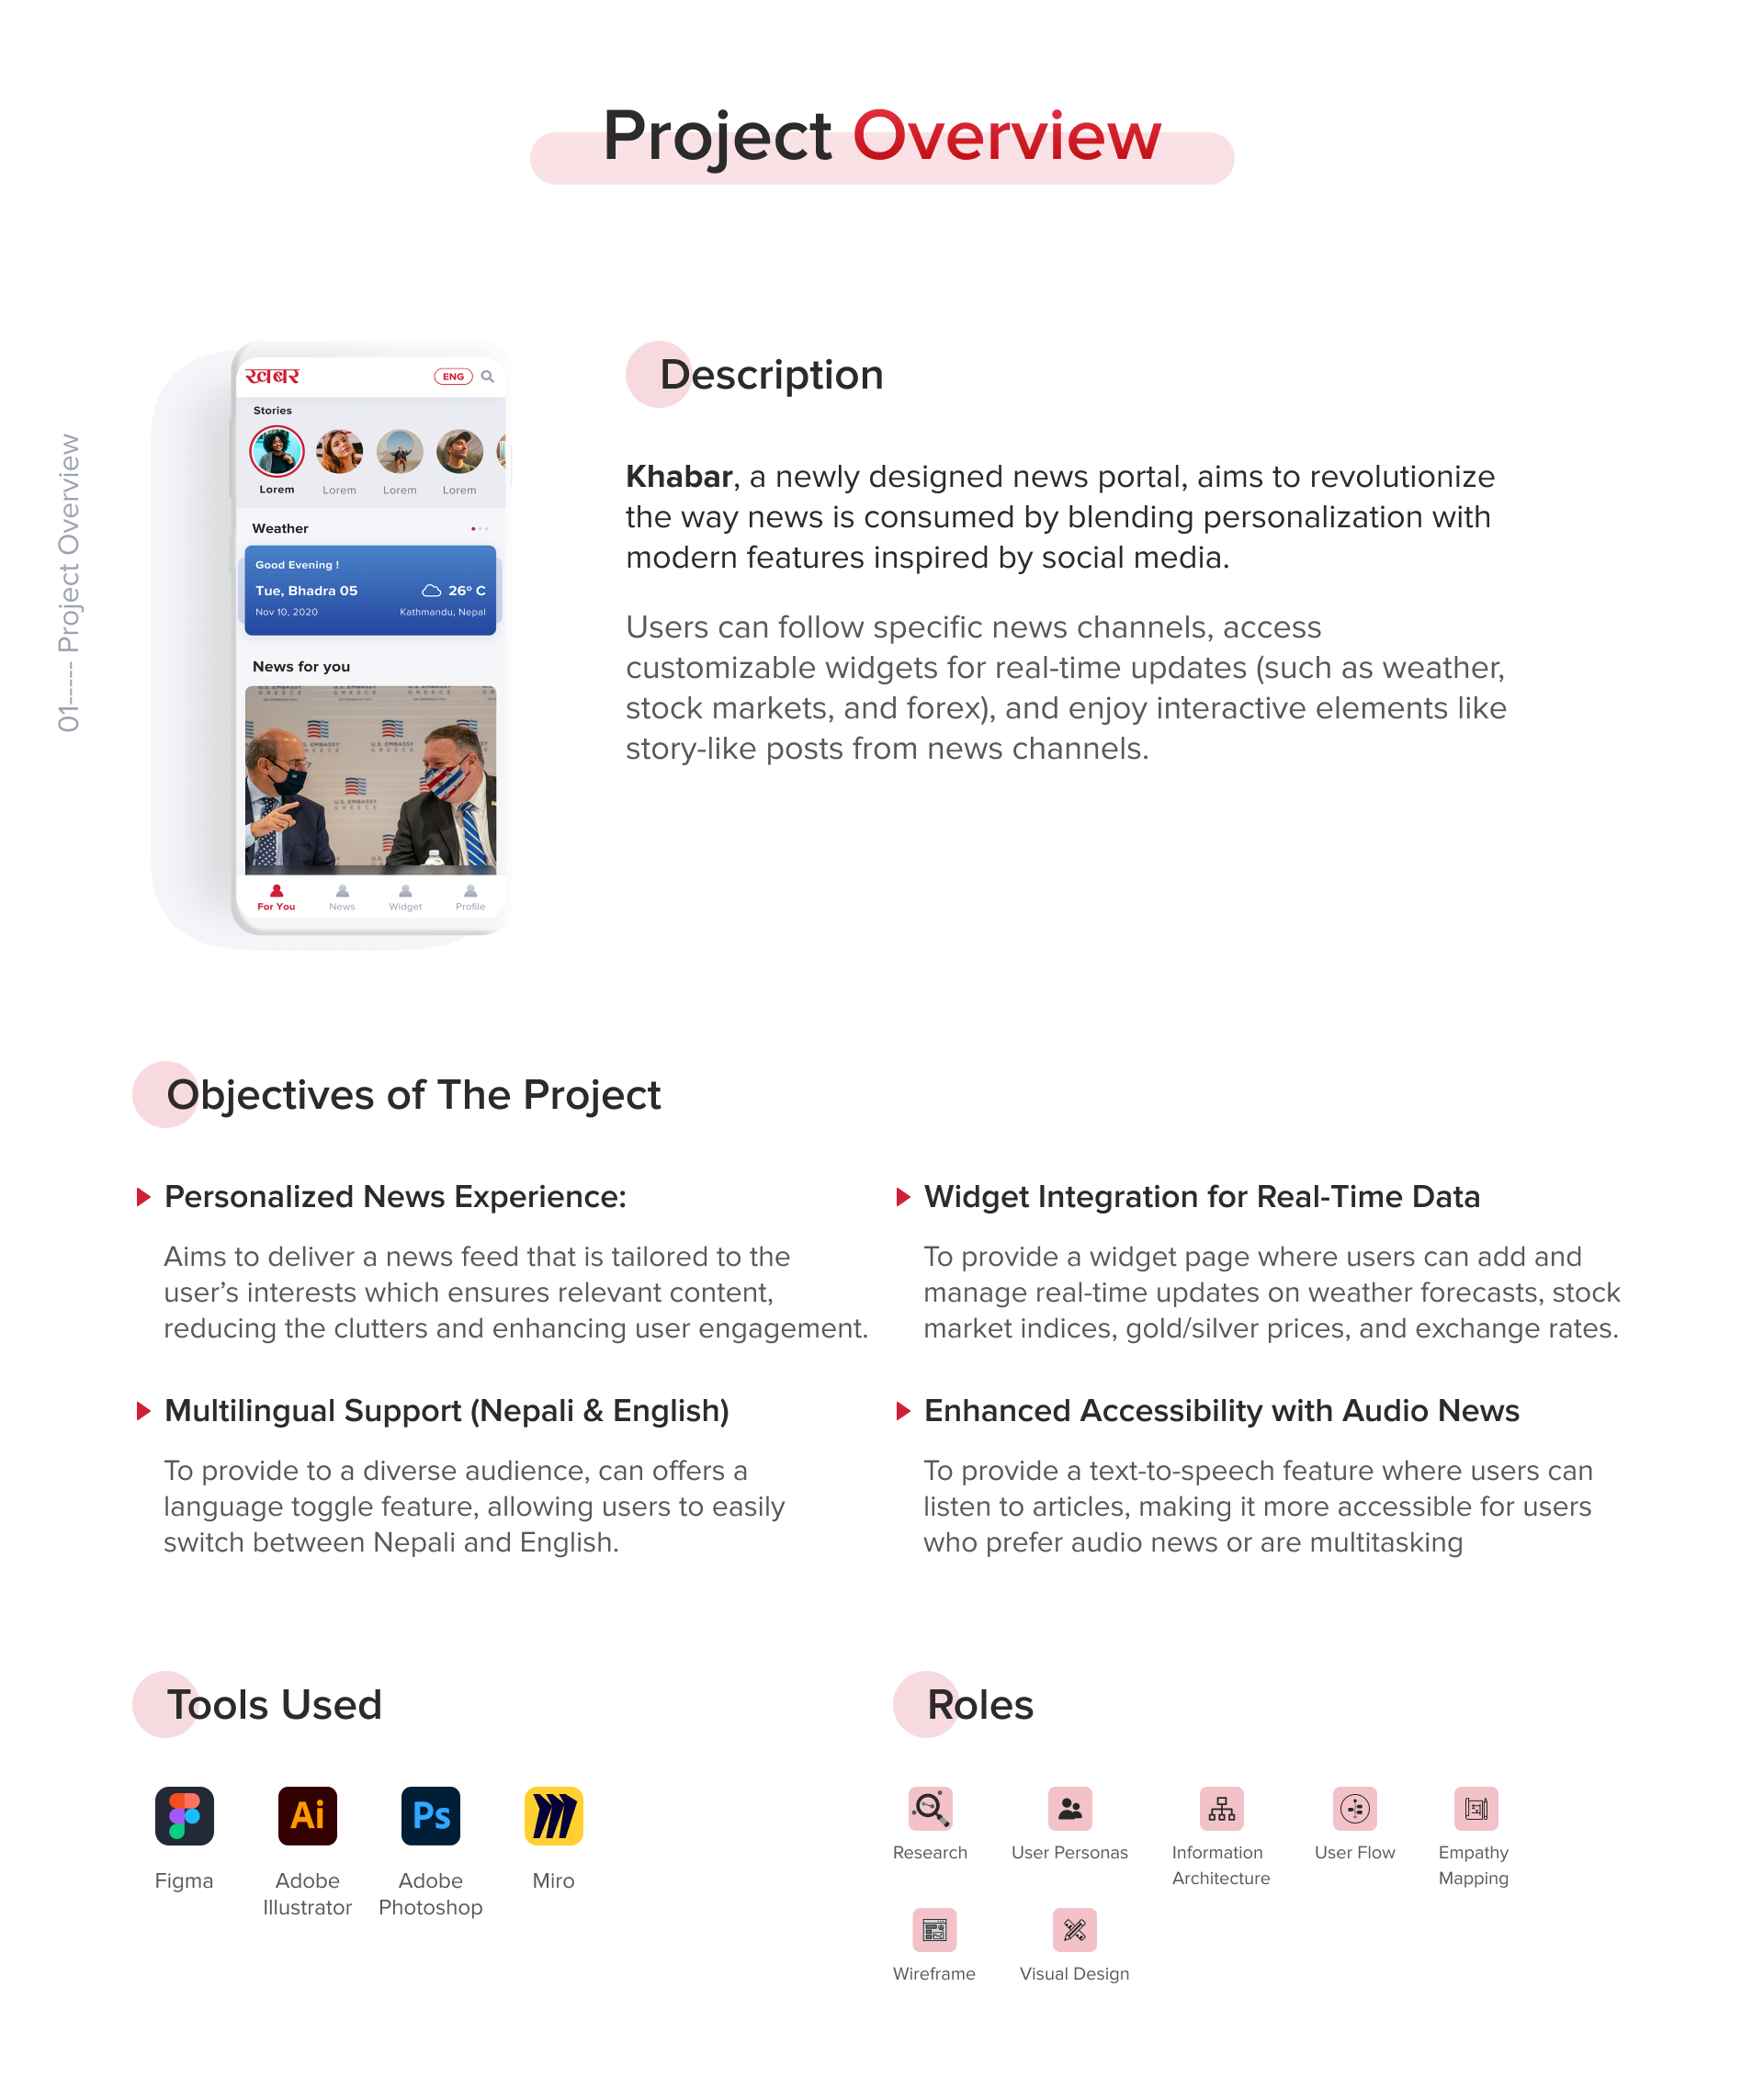 Project Overview
01----- Project Overview
खबर
ENG
Stories
Lorem
Lorem
Lorem
Lorem
Weather
Good Evening !
Tue, Bhadra 05
26º C
Nov 10, 2020
Kathmandu, Nepal
News for you
U.S. EMBASSY
GREECE
U.S. EMBASSY
GREECE
U.S. EMBASSY
GREECE
For You
News
Widget
Profile
Description
Khabar, a newly designed news portal, aims to revolutionize
the way news is consumed by blending personalization with
modern features inspired by social media.
Users can follow specific news channels, access
customizable widgets for real-time updates (such as weather,
stock markets, and forex), and enjoy interactive elements like
story-like posts from news channels.
Objectives of The Project
Personalized News Experience:
Aims to deliver a news feed that is tailored to the
user’s interests which ensures relevant content,
reducing the clutters and enhancing user engagement.
Widget Integration for Real-Time Data
To provide a widget page where users can add and
manage real-time updates on weather forecasts, stock
market indices, gold/silver prices, and exchange rates.
Multilingual Support (Nepali & English)
To provide to a diverse audience, can offers a
language toggle feature, allowing users to easily
switch between Nepali and English.
Enhanced Accessibility with Audio News
To provide a text-to-speech feature where users can
listen to articles, making it more accessible for users
who prefer audio news or are multitasking
Tools Used
Ai
Ps
Figma
Adobe
Illustrator
Adobe
Photoshop
Miro
Roles
Research
User Personas
Information
Architecture
User Flow
Empathy
Mapping
Wireframe
Visual Design